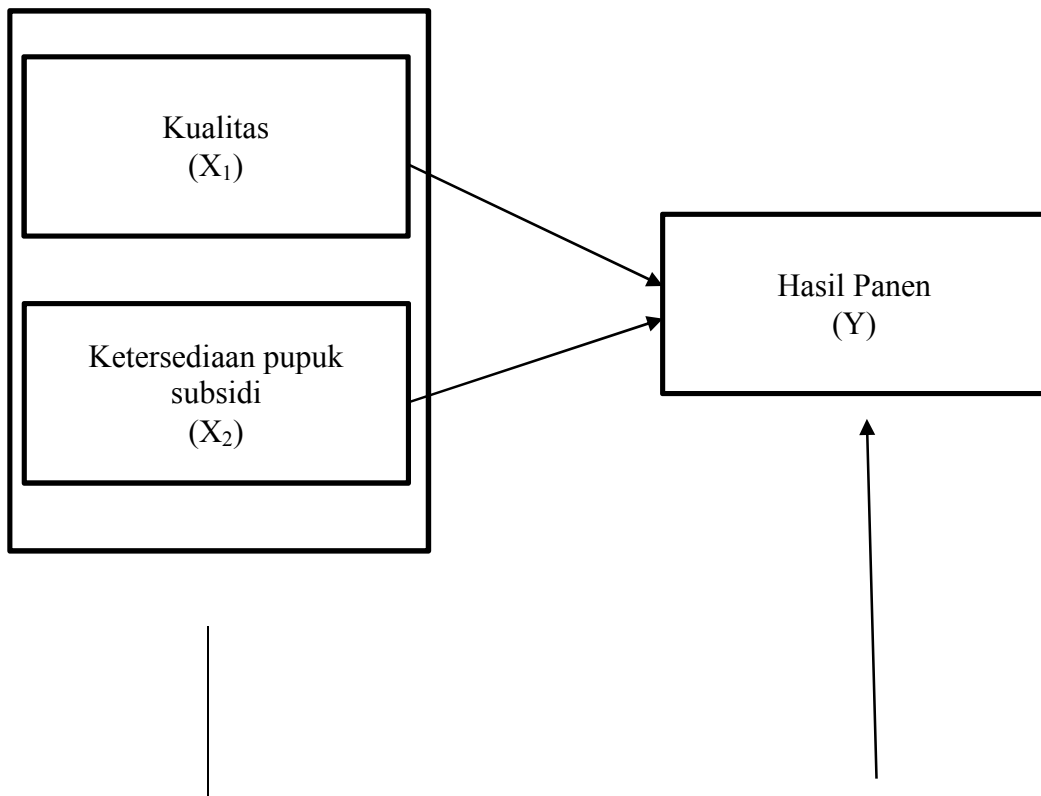 Kualitas
(X₁)
Ketersediaan pupuk
subsidi
(X₂)
Hasil Panen
(Y)